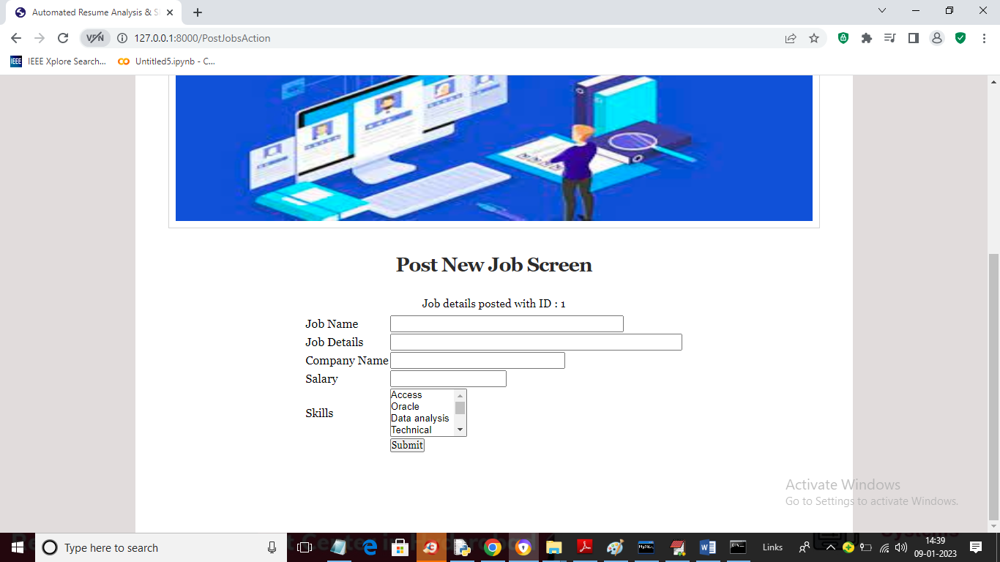 Automated Resume Analysis & S
127.0.0.1:8000/PostJobsAction
VPN
IEEE
IEEE Xplore Search...
Untitled5.ipynb - C...
Post New Job Screen
Job details posted with ID : 1
Job Name
Job Details
Company Name
Salary
Skills
Access
Oracle
Data analysis
Technical
Submit
Activate Windows
Go to Settings to activate Windows.
Type here to search
Links
14:39
09-01-2023